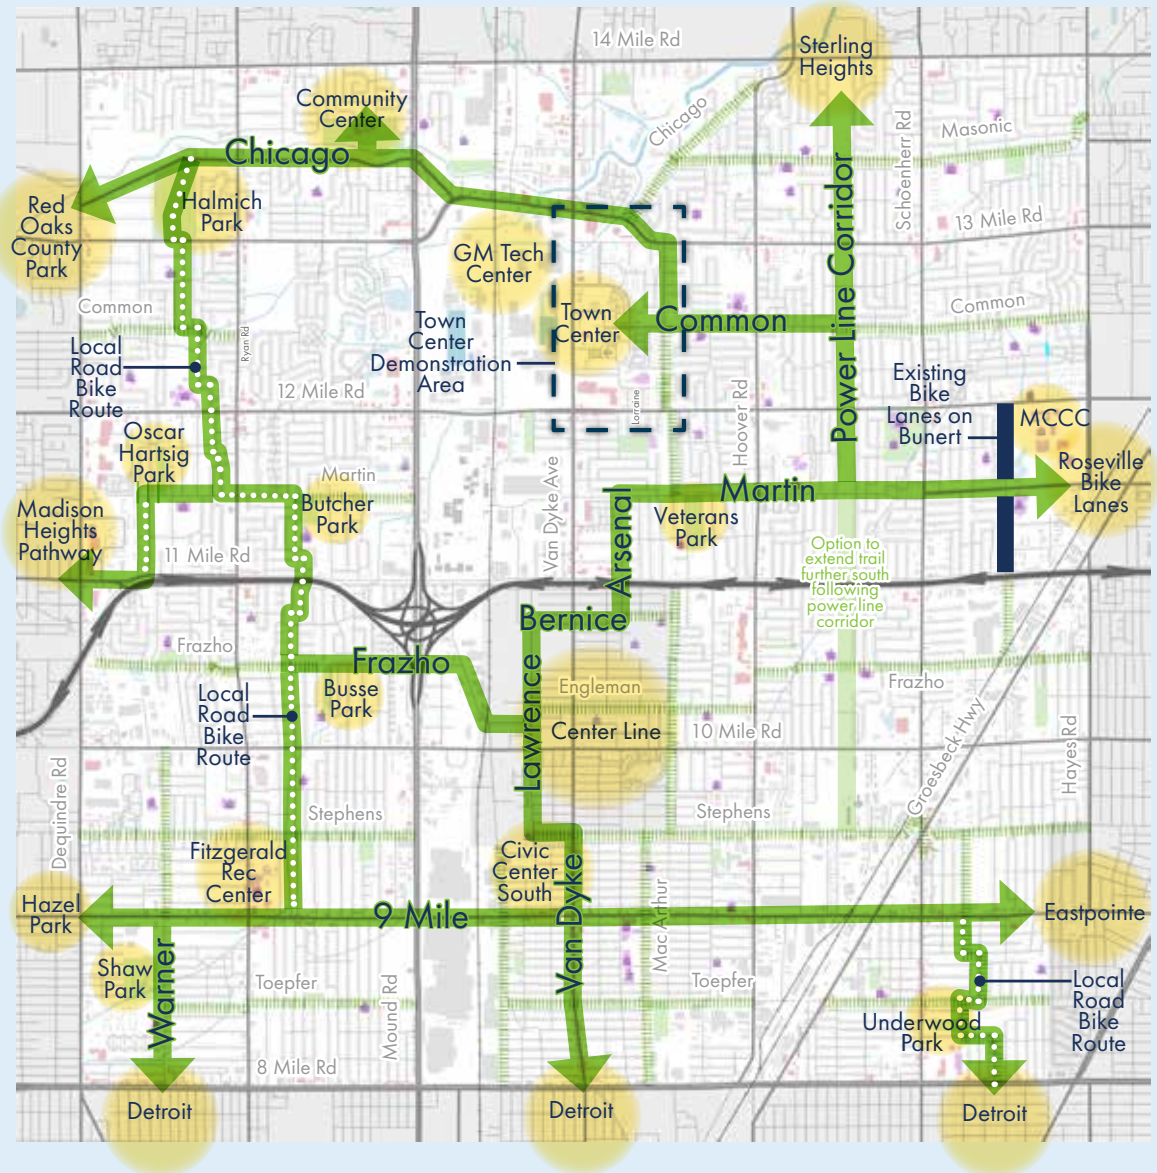 14 Mile Rd
Sterling
Heights
Community
Center
Chicago
Chicago
Masonic
Schoenherr Rd
Red
Oaks
County
Park
Halmich
Park
13 Mile Rd
GM Tech
Center
Power Line Corridor
Common
Town
Center
Common
Common
Town
Center
Demonstration
Area
Ryan Rd
Local
Road
Bike
Route
12 Mile Rd
Lorraine
Hoover Rd
Existing
Bike
Lanes on
Bunert
MCCC
Oscar
Hartsig
Park
Martin
Martin
Roseville
Bike
Lanes
Madison
Heights
Pathway
Butcher
Park
Van Dyke Ave
Arsenal
Veterans
Park
11 Mile Rd
Option to
extend trail
further south
following
power line
corridor
Bernice
Frazho
Frazho
Frazho
Lawrence
Engleman
Center Line
Busse
Park
Local
Road
Bike
Route
10 Mile Rd
Groesbeck Hwy
Hayes Rd
Dequindre Rd
Stephens
Stephens
Fitzgerald
Rec
Center
Civic
Center
South
Van Dyke
Mac Arthur
Hazel
Park
9 Mile
Eastpointe
Shaw
Park
Warner
Toepfer
Mound Rd
Toepfer
Underwood
Park
Local
Road
Bike
Route
8 Mile Rd
Detroit
Detroit
Detroit